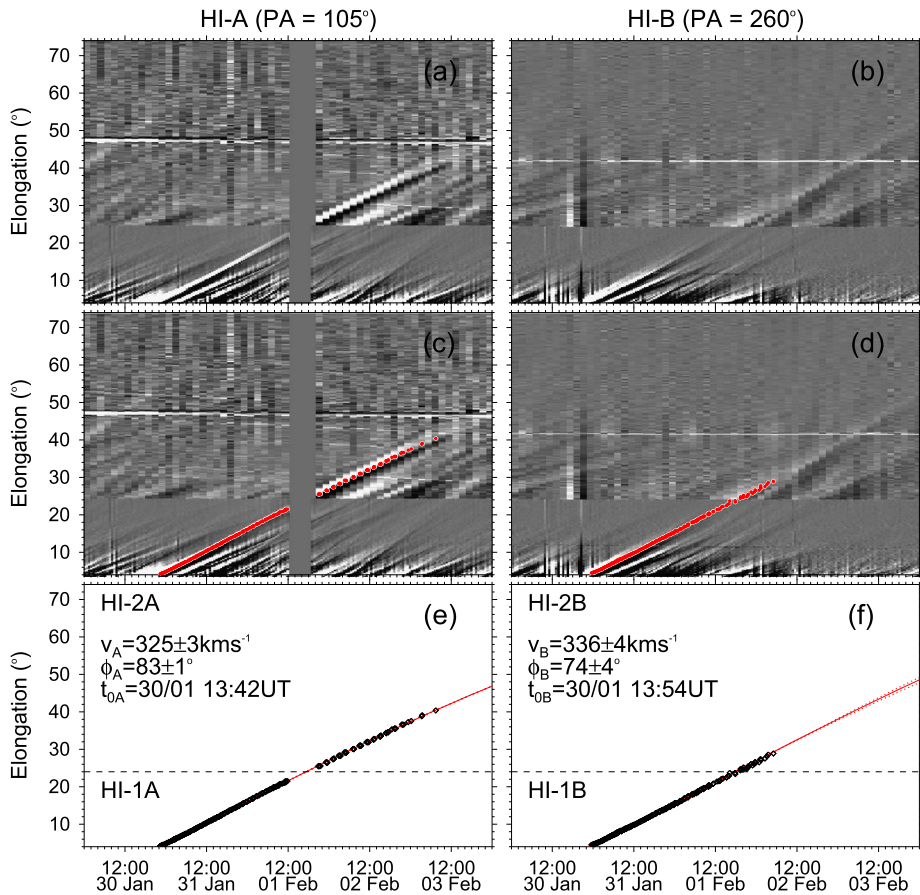 HI-A (PA = 105°) HI-B (PA = 260°)
70 (a) (b)
60
50
Elongation (°)
40
30
20
10
70 (c) (d)
60
50
Elongation (°)
40
30
20
10
70 HI-2A (e) HI-2B (f)
60
v_A=325±3kms⁻¹ v_B=336±4kms⁻¹
ϕ_A=83±1° ϕ_B=74±4°
50
t_0A=30/01 13:42UT t_0B=30/01 13:54UT
Elongation (°)
40
30
20
HI-1A HI-1B
10
12:00 12:00 12:00 12:00 12:00 12:00 12:00 12:00 12:00 12:00
30 Jan 31 Jan 01 Feb 02 Feb 03 Feb 30 Jan 31 Jan 01 Feb 02 Feb 03 Feb